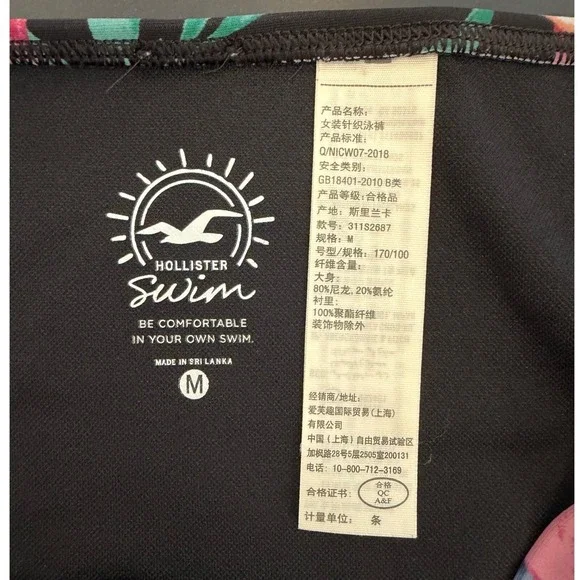 HOLLISTER
Swim
BE COMFORTABLE
IN YOUR OWN SWIM.
MADE IN SRI LANKA
M
产品名称:
女装针织泳裤
产品标准:
Q/NICW07-2018
安全类别:
GB18401-2010 B类
产品等级: 合格品
产地: 斯里兰卡
款号: 311S2687
规格: M
号型/规格: 170/100
纤维含量:
大身:
80%尼龙, 20%氨纶
衬里:
100%聚酯纤维
装饰物除外
经销商/地址:
爱芙趣国际贸易(上海)
有限公司
中国 (上海) 自由贸易试验区
加枫路28号5层2505室200131
电话: 10-800-712-3169
合格证书:
合格
QC
A&F
计量单位: 条